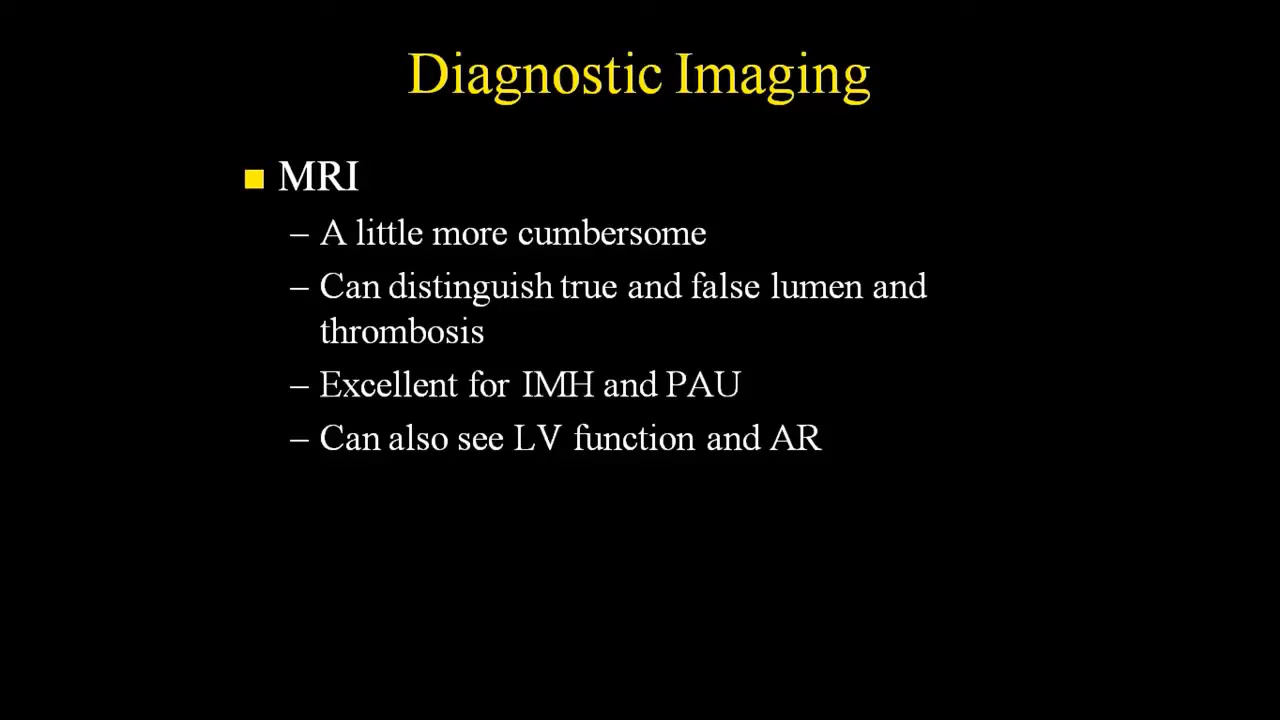 Diagnostic Imaging
■ MRI
– A little more cumbersome
– Can distinguish true and false lumen and
thrombosis
– Excellent for IMH and PAU
– Can also see LV function and AR